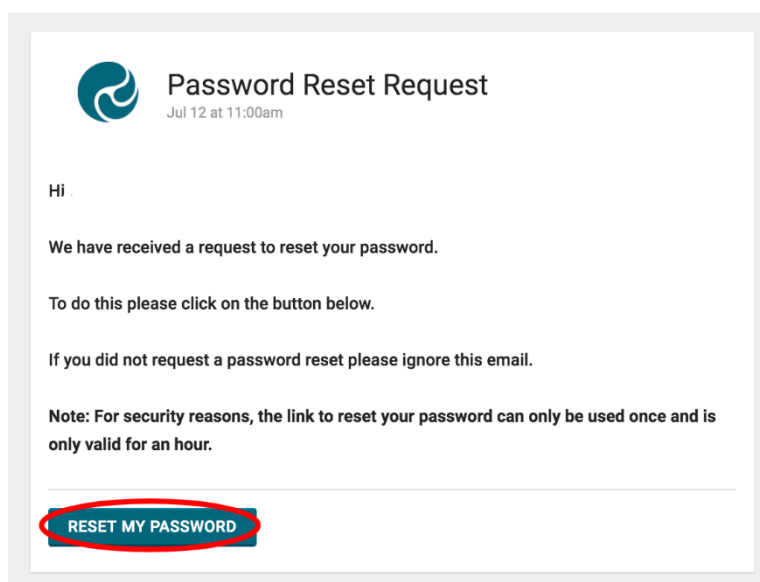 Password Reset Request
Jul 12 at 11:00am
Hi
We have received a request to reset your password.
To do this please click on the button below.
If you did not request a password reset please ignore this email.
Note: For security reasons, the link to reset your password can only be used once and is
only valid for an hour.
RESET MY PASSWORD